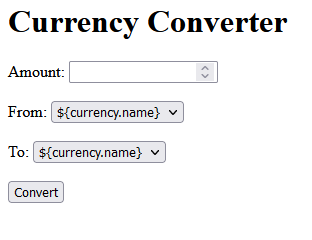 Currency Converter
Amount:
From: ${currency.name}
To: ${currency.name}
Convert